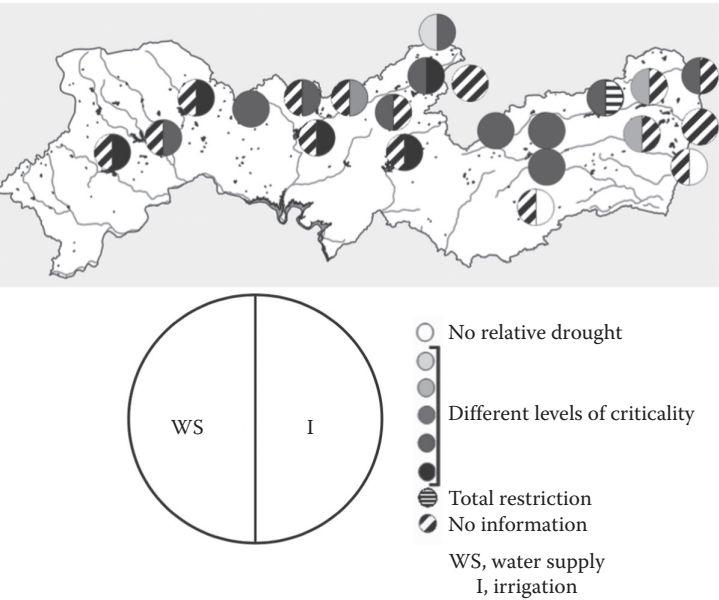 WS
I
No relative drought
Different levels of criticality
Total restriction
No information
WS, water supply
I, irrigation